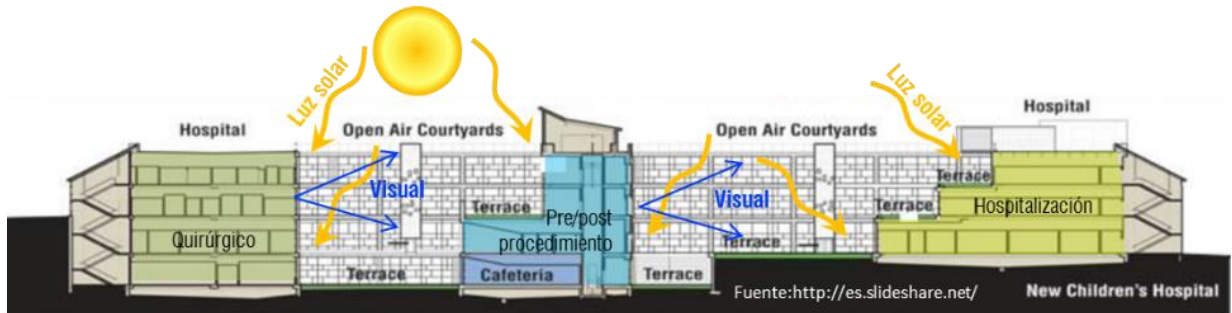 Luz solar
Luz solar
Hospital
Hospital
Open Air Courtyards
Open Air Courtyards
Visual
Visual
Terrace
Terrace
Terrace
Hospitalización
Quirúrgico
Pre/post
procedimiento
Terrace
Terrace
Cafeteria
Terrace
Fuente:http://es.slideshare.net/
New Children's Hospital